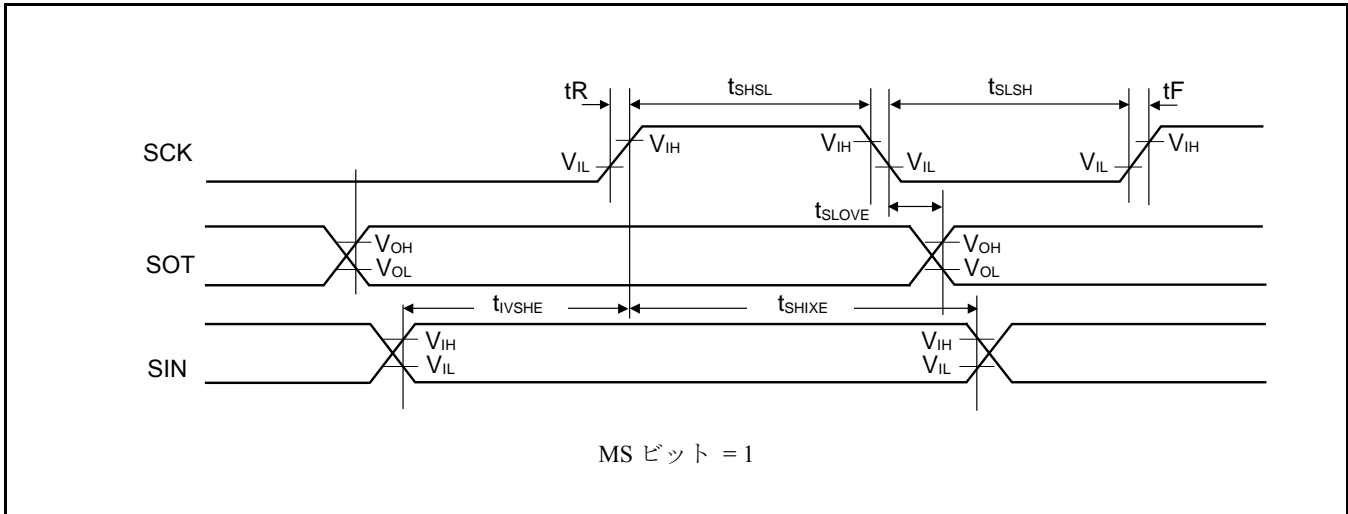 tR tSHSL tSLSH tF
SCK VIL VIH VIH VIL VIL VIH
tSLOVE
SOT VOH VOL VOH VOL
tIVSHE tSHIXE
SIN VIH VIL VIH VIL
MS ビット = 1